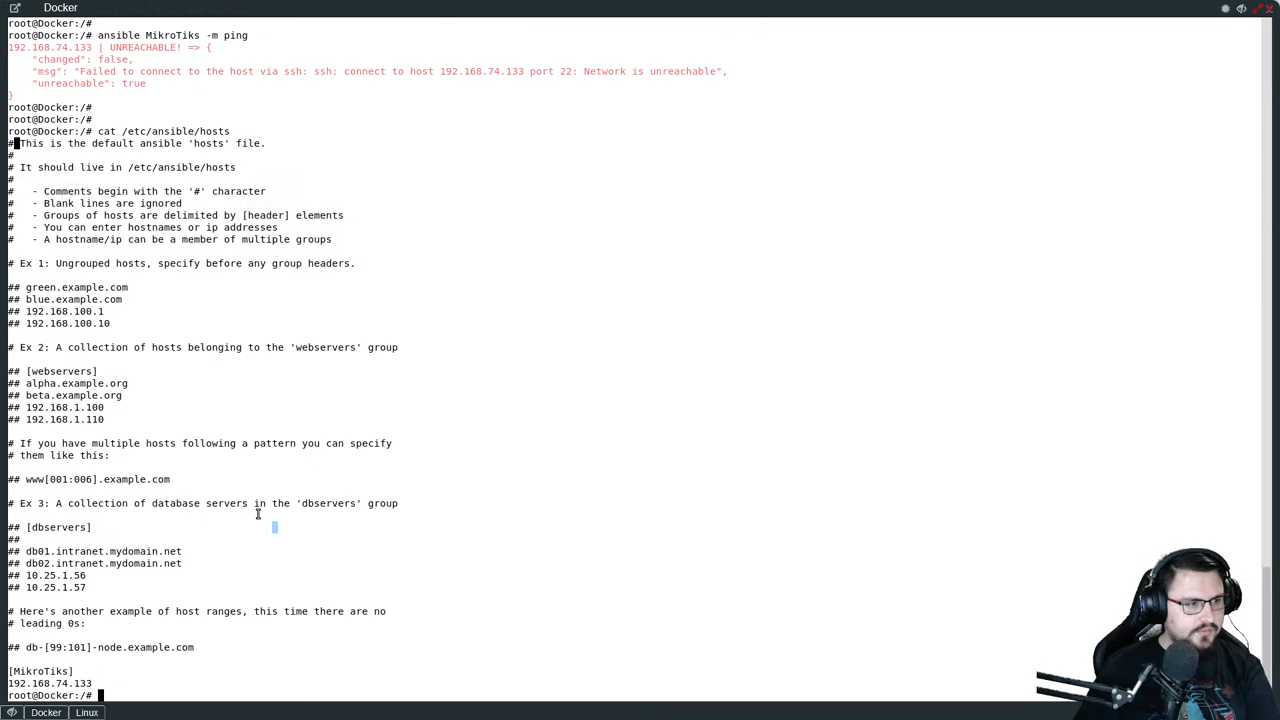 Docker
root@Docker:/#
root@Docker:/# ansible MikroTiks -m ping
192.168.74.133 | UNREACHABLE! => {
    "changed": false,
    "msg": "Failed to connect to the host via ssh: ssh: connect to host 192.168.74.133 port 22: Network is unreachable",
    "unreachable": true
}
root@Docker:/#
root@Docker:/#
root@Docker:/# cat /etc/ansible/hosts
# This is the default ansible 'hosts' file.
#
# It should live in /etc/ansible/hosts
#
#   - Comments begin with the '#' character
#   - Blank lines are ignored
#   - Groups of hosts are delimited by [header] elements
#   - You can enter hostnames or ip addresses
#   - A hostname/ip can be a member of multiple groups
# Ex 1: Ungrouped hosts, specify before any group headers.
## green.example.com
## blue.example.com
## 192.168.100.1
## 192.168.100.10
# Ex 2: A collection of hosts belonging to the 'webservers' group
## [webservers]
## alpha.example.org
## beta.example.org
## 192.168.1.100
## 192.168.1.110
# If you have multiple hosts following a pattern you can specify
# them like this:
## www[001:006].example.com
# Ex 3: A collection of database servers in the 'dbservers' group
## [dbservers]
##
## db01.intranet.mydomain.net
## db02.intranet.mydomain.net
## 10.25.1.56
## 10.25.1.57
# Here's another example of host ranges, this time there are no
# leading 0s:
## db-[99:101]-node.example.com
[MikroTiks]
192.168.74.133
root@Docker:/#
Docker
Linux